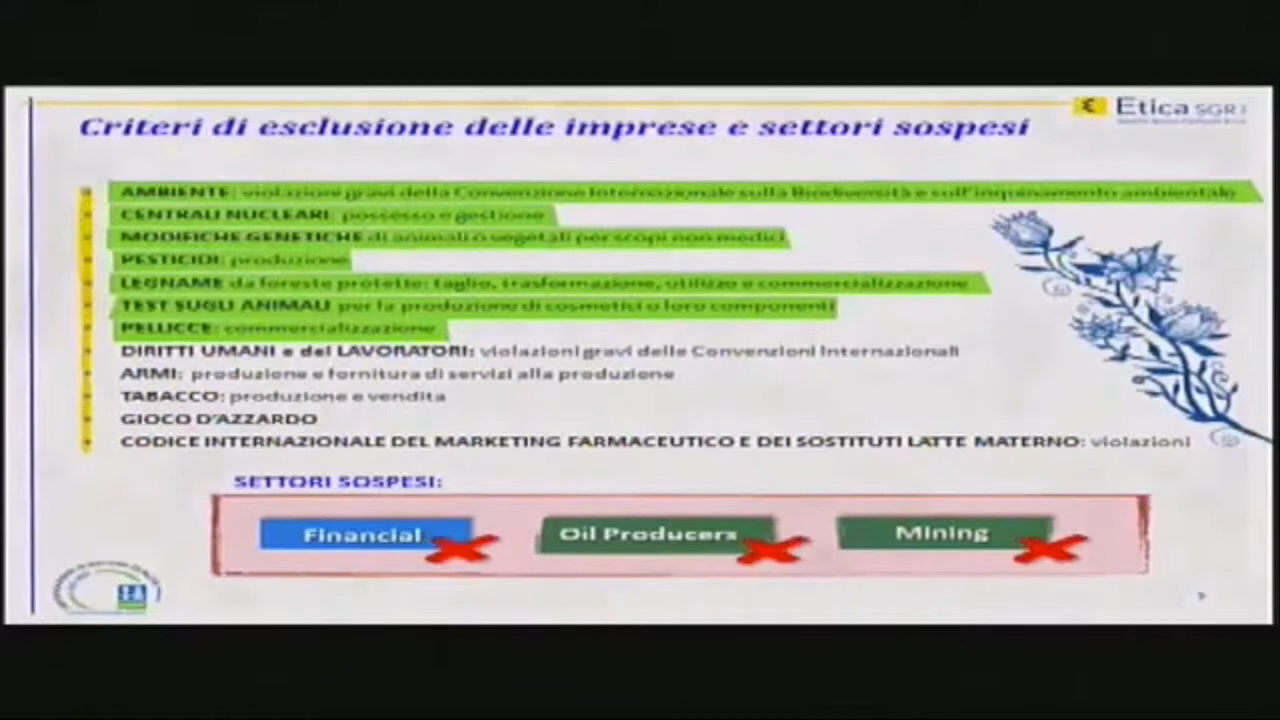 Etica SGR
Criteri di esclusione delle imprese e settori sospesi
AMBIENTE: violazioni gravi della Convenzione Internazionale sulla Biodiversità e sull'inquinamento ambientale
CENTRALI NUCLEARI: possesso e gestione
MODIFICHE GENETICHE di animali o vegetali per scopi non medici
PESTICIDI: produzione
LEGNAME da foreste protette: taglio, trasformazione, utilizzo e commercializzazione
TEST SUGLI ANIMALI per la produzione di cosmetici o loro componenti
PELLICCE: commercializzazione
DIRITTI UMANI e dei LAVORATORI: violazioni gravi delle Convenzioni Internazionali
ARMI: produzione e fornitura di servizi alla produzione
TABACCO: produzione e vendita
GIOCO D'AZZARDO
CODICE INTERNAZIONALE DEL MARKETING FARMACEUTICO E DEI SOSTITUTI LATTE MATERNO: violazioni
SETTORI SOSPESI:
Financial
Oil Producers
Mining